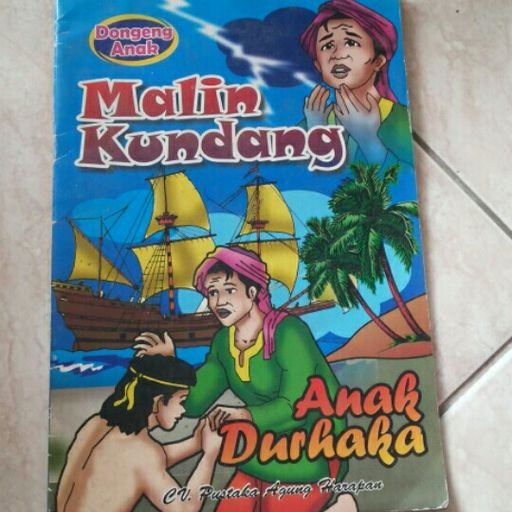 Dongeng
Anak
Malin
Kundang
Anak
Durhaka
CV. Pustaka Agung Harapan